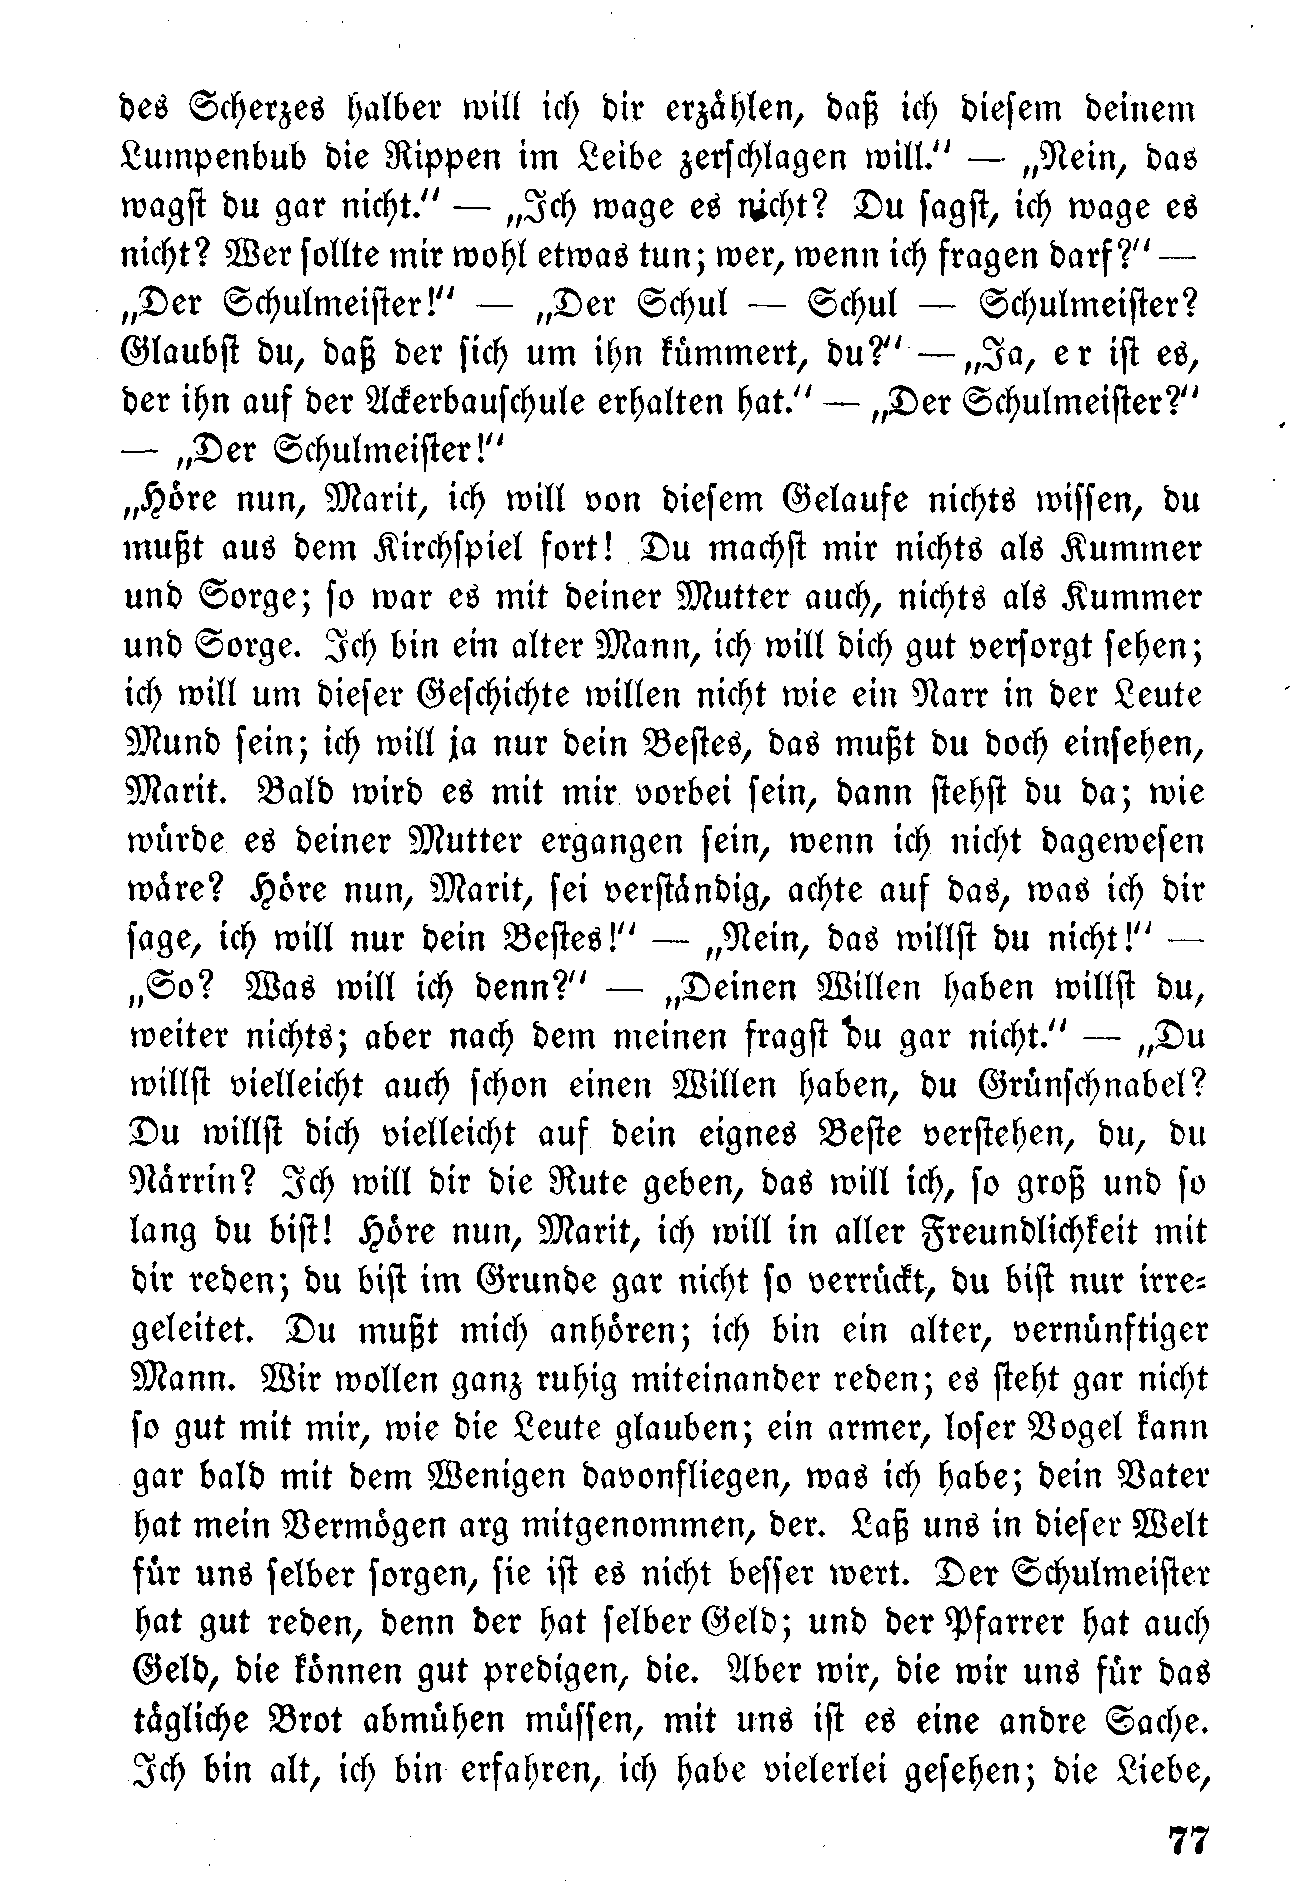 des Scherzes halber will ich dir erzählen, daß ich diesem deinem
Lumpenbub die Rippen im Leibe zerschlagen will.“ — „Nein, das
wagst du gar nicht.“ — „Ich wage es nicht? Du sagst, ich wage es
nicht? Wer sollte mir wohl etwas tun; wer, wenn ich fragen darf?“ —
„Der Schulmeister!“ — „Der Schul — Schul — Schulmeister?
Glaubst du, daß der sich um ihn kümmert, du?“ — „Ja, er ist es,
der ihn auf der Ackerbauschule erhalten hat.“ — „Der Schulmeister?“
— „Der Schulmeister!“
„Höre nun, Marit, ich will von diesem Gelaufe nichts wissen, du
mußt aus dem Kirchspiel fort! Du machst mir nichts als Kummer
und Sorge; so war es mit deiner Mutter auch, nichts als Kummer
und Sorge. Ich bin ein alter Mann, ich will dich gut versorgt sehen;
ich will um dieser Geschichte willen nicht wie ein Narr in der Leute
Mund sein; ich will ja nur dein Bestes, das mußt du doch einsehen,
Marit. Bald wird es mit mir vorbei sein, dann stehst du da; wie
würde es deiner Mutter ergangen sein, wenn ich nicht dagewesen
wäre? Höre nun, Marit, sei verständig, achte auf das, was ich dir
sage, ich will nur dein Bestes!“ — „Nein, das willst du nicht!“ —
„So? Was will ich denn?“ — „Deinen Willen haben willst du,
weiter nichts; aber nach dem meinen fragst du gar nicht.“ — „Du
willst vielleicht auch schon einen Willen haben, du Grünschnabel?
Du willst dich vielleicht auf dein eignes Beste verstehen, du, du
Närrin? Ich will dir die Rute geben, das will ich, so groß und so
lang du bist! Höre nun, Marit, ich will in aller Freundlichkeit mit
dir reden; du bist im Grunde gar nicht so verrückt, du bist nur irre-
geleitet. Du mußt mich anhören; ich bin ein alter, vernünftiger
Mann. Wir wollen ganz ruhig miteinander reden; es steht gar nicht
so gut mit mir, wie die Leute glauben; ein armer, loser Vogel kann
gar bald mit dem Wenigen davonfliegen, was ich habe; dein Vater
hat mein Vermögen arg mitgenommen, der. Laß uns in dieser Welt
für uns selber sorgen, sie ist es nicht besser wert. Der Schulmeister
hat gut reden, denn der hat selber Geld; und der Pfarrer hat auch
Geld, die können gut predigen, die. Aber wir, die wir uns für das
tägliche Brot abmühen müssen, mit uns ist es eine andre Sache.
Ich bin alt, ich bin erfahren, ich habe vielerlei gesehen; die Liebe,
77